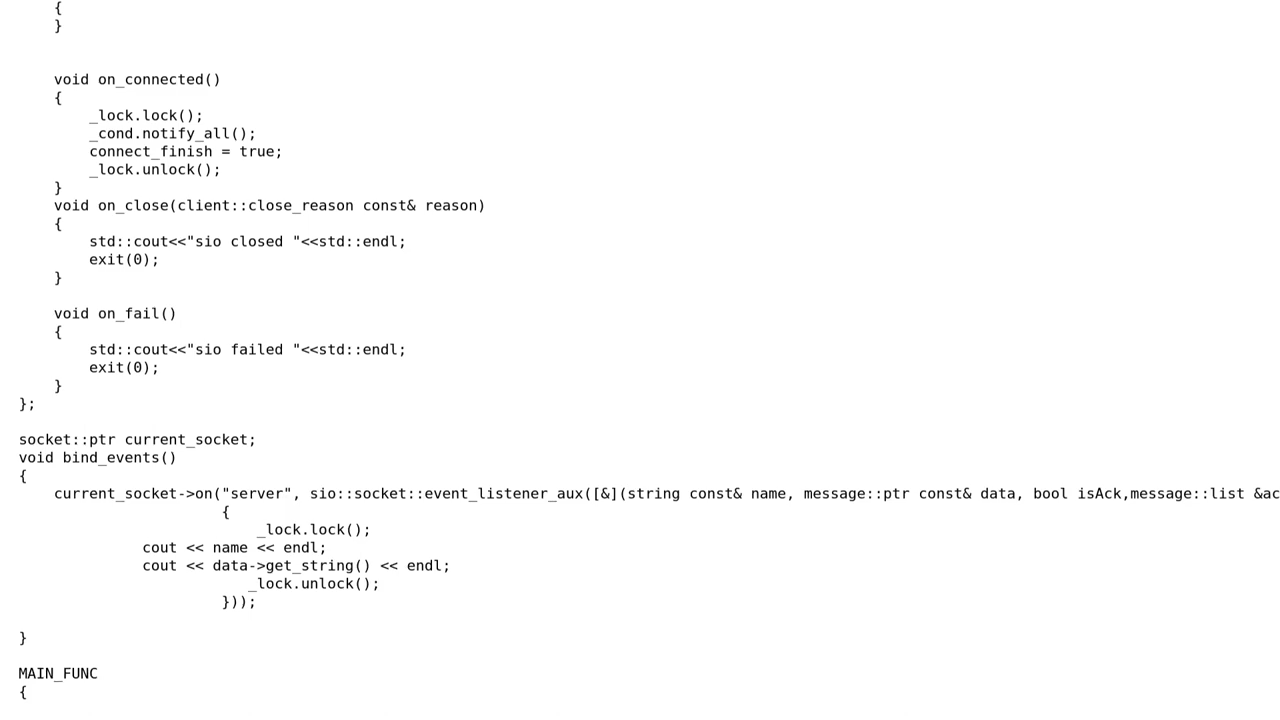 {
    }


    void on_connected()
    {
        _lock.lock();
        _cond.notify_all();
        connect_finish = true;
        _lock.unlock();
    }
    void on_close(client::close_reason const& reason)
    {
        std::cout<<"sio closed "<<std::endl;
        exit(0);
    }

    void on_fail()
    {
        std::cout<<"sio failed "<<std::endl;
        exit(0);
    }
};

socket::ptr current_socket;
void bind_events()
{
    current_socket->on("server", sio::socket::event_listener_aux([&](string const& name, message::ptr const& data, bool isAck,message::list &ac
                       {
                           _lock.lock();
              cout << name << endl;
              cout << data->get_string() << endl;
                          _lock.unlock();
                       }));

}

MAIN_FUNC
{